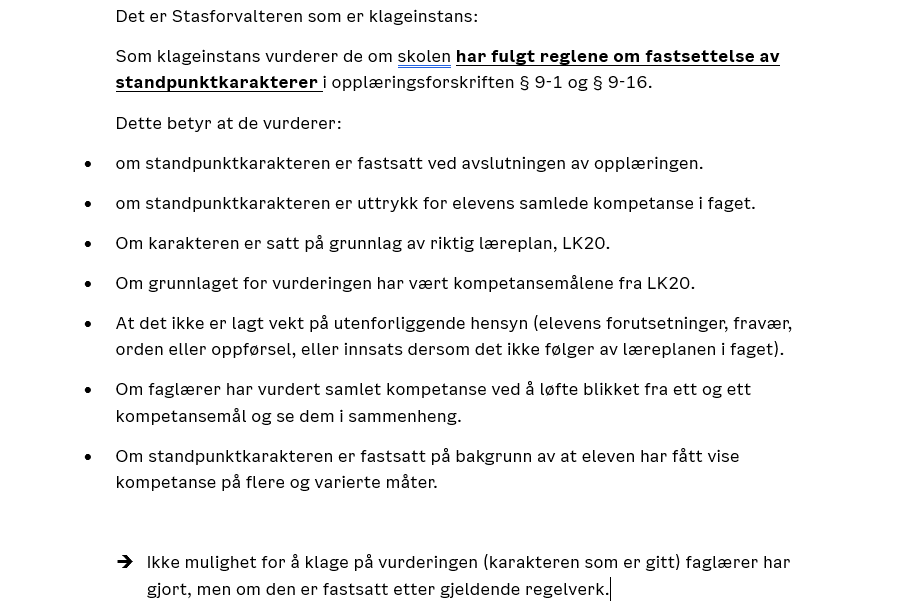 Det er Stasforvalteren som er klageinstans:
Som klageinstans vurderer de om skolen har fulgt reglene om fastsettelse av
standpunktkarakterer i opplæringsforskriften § 9-1 og § 9-16.
Dette betyr at de vurderer:
• om standpunktkarakteren er fastsatt ved avslutningen av opplæringen.
• om standpunktkarakteren er uttrykk for elevens samlede kompetanse i faget.
• Om karakteren er satt på grunnlag av riktig læreplan, LK20.
• Om grunnlaget for vurderingen har vært kompetansemålene fra LK20.
• At det ikke er lagt vekt på utenforliggende hensyn (elevens forutsetninger, fravær,
orden eller oppførsel, eller innsats dersom det ikke følger av læreplanen i faget).
• Om faglærer har vurdert samlet kompetanse ved å løfte blikket fra ett og ett
kompetansemål og se dem i sammenheng.
• Om standpunktkarakteren er fastsatt på bakgrunn av at eleven har fått vise
kompetanse på flere og varierte måter.
➔ Ikke mulighet for å klage på vurderingen (karakteren som er gitt) faglærer har
gjort, men om den er fastsatt etter gjeldende regelverk.